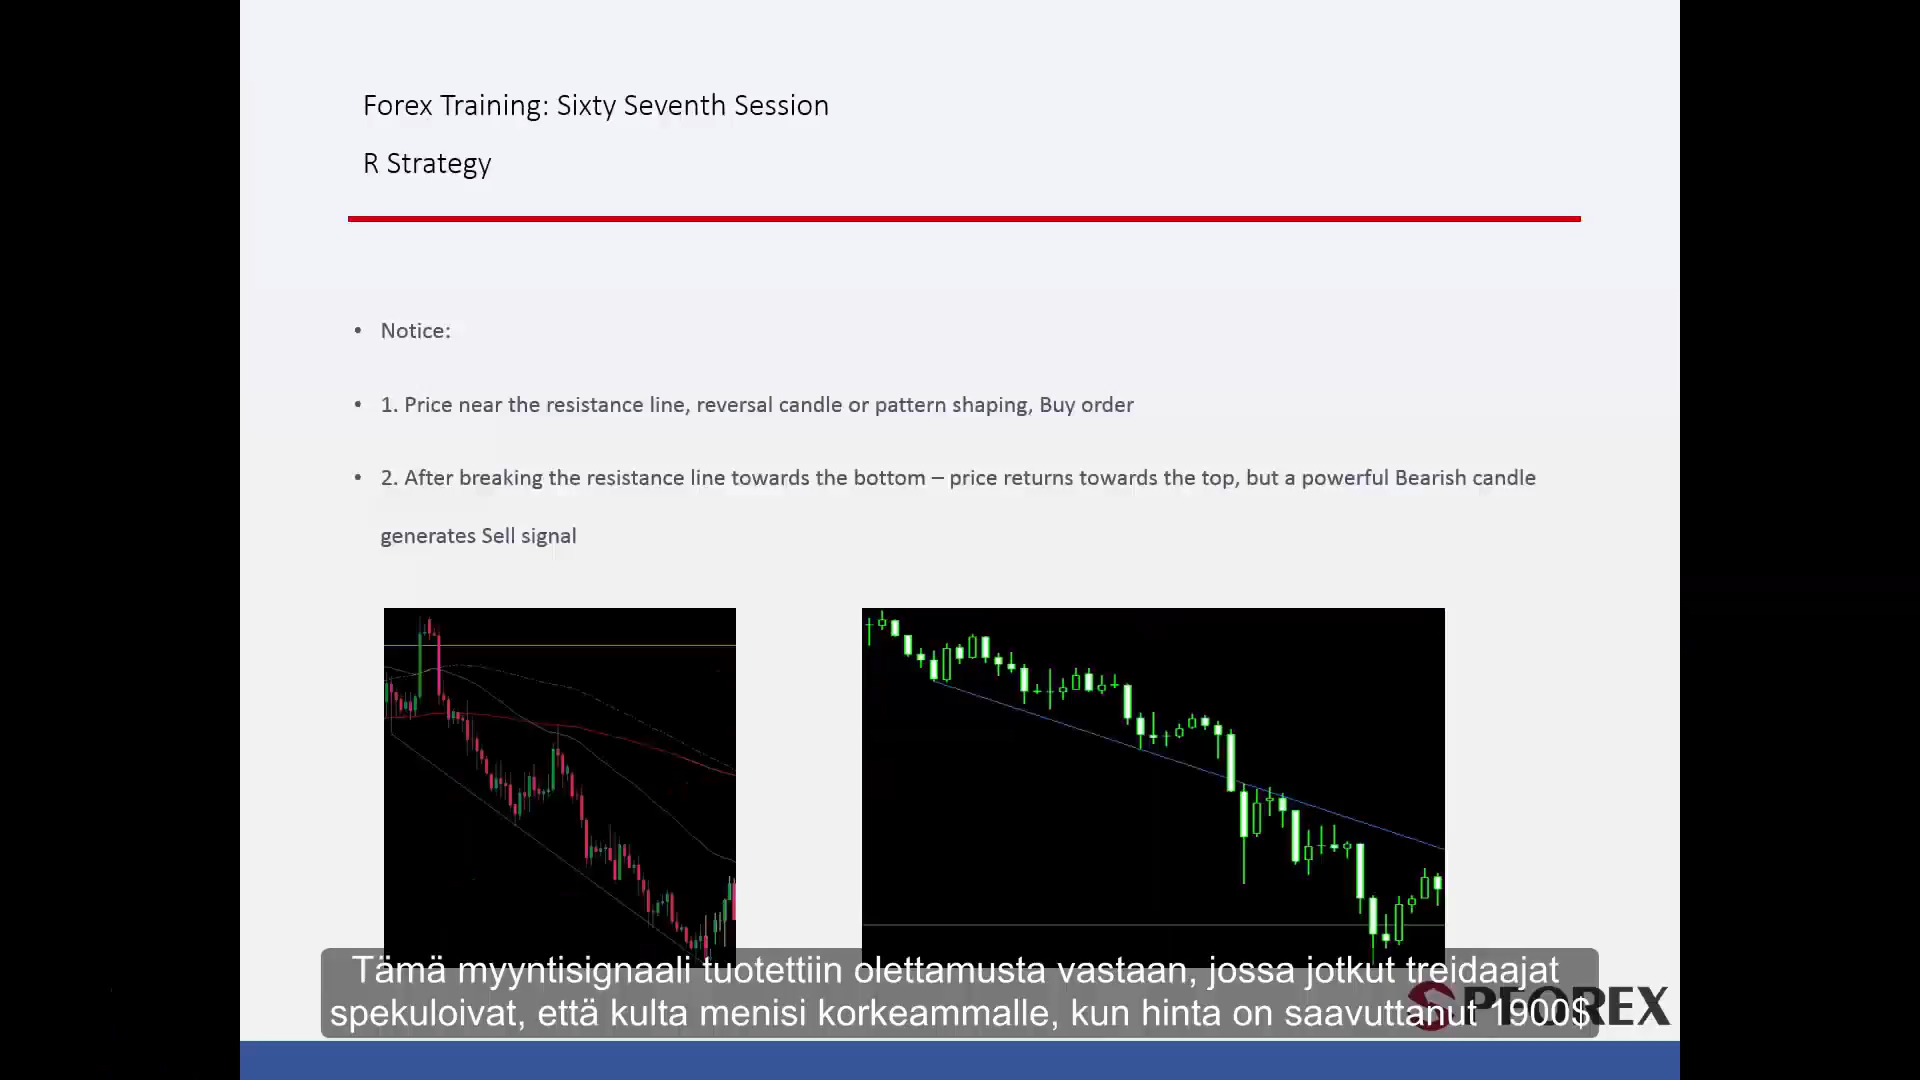 Forex Training: Sixty Seventh Session
R Strategy
• Notice:
• 1. Price near the resistance line, reversal candle or pattern shaping, Buy order
• 2. After breaking the resistance line towards the bottom – price returns towards the top, but a powerful Bearish candle
generates Sell signal
Tämä myyntisignaali tuotettiin olettamusta vastaan, jossa jotkut treidaajat
spekuloivat, että kulta menisi korkeammalle, kun hinta on saavuttanut 1900$
PFOREX